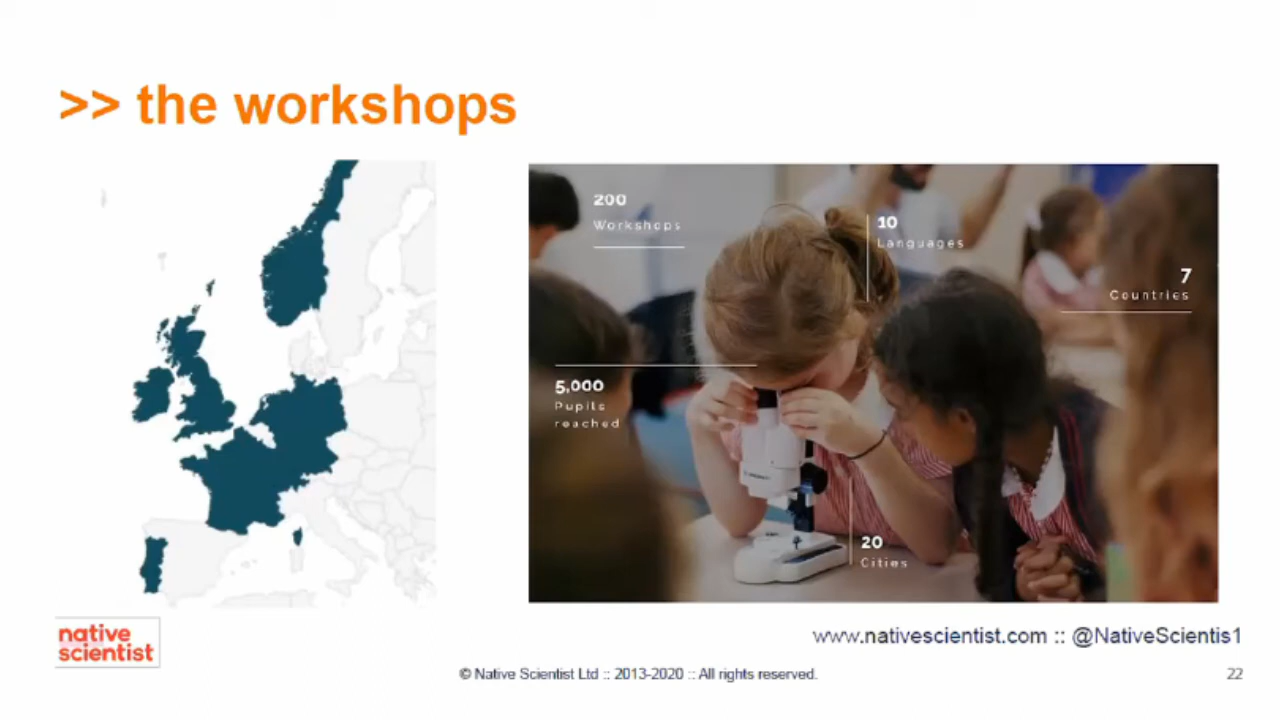 >> the workshops
200
Workshops
10
Languages
7
Countries
5,000
Pupils
reached
20
Cities
native
scientist
www.nativescientist.com :: @NativeScientis1
© Native Scientist Ltd :: 2013-2020 :: All rights reserved.
22